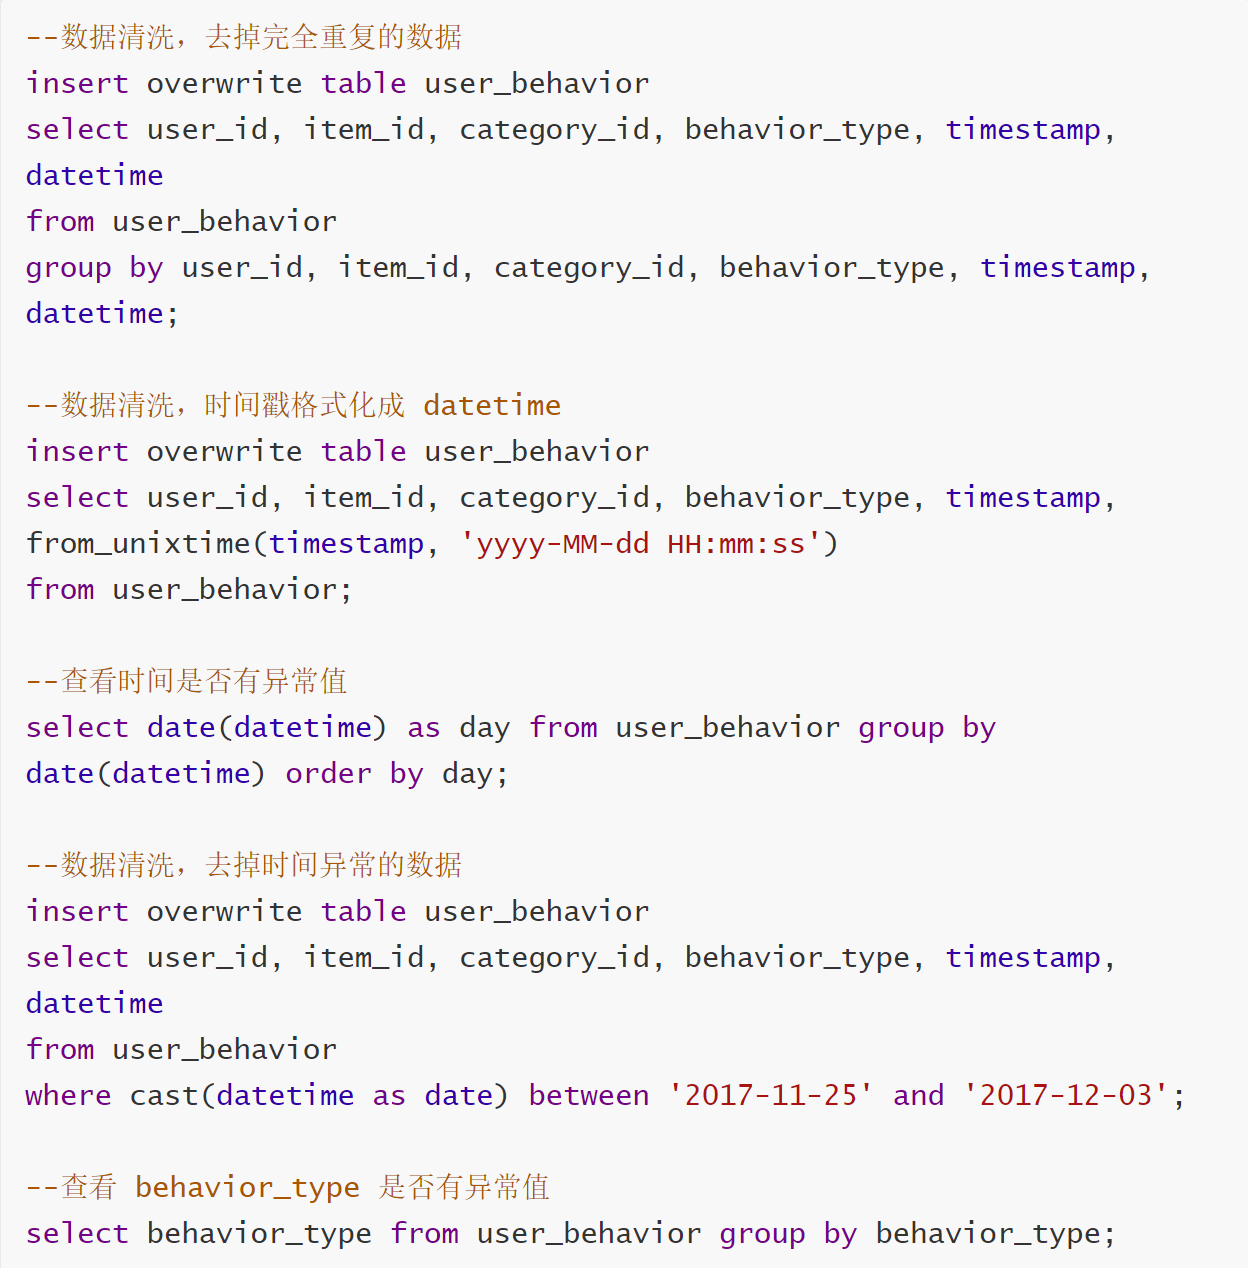 --数据清洗，去掉完全重复的数据
insert overwrite table user_behavior
select user_id, item_id, category_id, behavior_type, timestamp,
datetime
from user_behavior
group by user_id, item_id, category_id, behavior_type, timestamp,
datetime;
--数据清洗，时间戳格式化成 datetime
insert overwrite table user_behavior
select user_id, item_id, category_id, behavior_type, timestamp,
from_unixtime(timestamp, 'yyyy-MM-dd HH:mm:ss')
from user_behavior;
--查看时间是否有异常值
select date(datetime) as day from user_behavior group by
date(datetime) order by day;
--数据清洗，去掉时间异常的数据
insert overwrite table user_behavior
select user_id, item_id, category_id, behavior_type, timestamp,
datetime
from user_behavior
where cast(datetime as date) between '2017-11-25' and '2017-12-03';
--查看 behavior_type 是否有异常值
select behavior_type from user_behavior group by behavior_type;